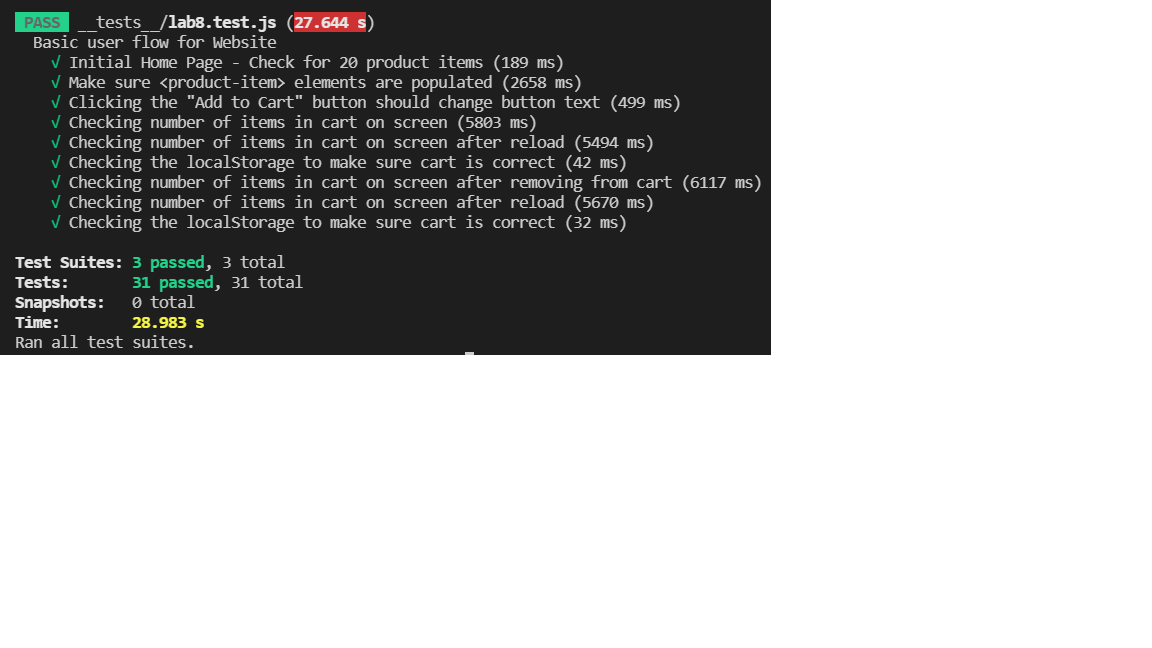 PASS __tests__/lab8.test.js (27.644 s)
Basic user flow for Website
√ Initial Home Page - Check for 20 product items (189 ms)
√ Make sure <product-item> elements are populated (2658 ms)
√ Clicking the "Add to Cart" button should change button text (499 ms)
√ Checking number of items in cart on screen (5803 ms)
√ Checking number of items in cart on screen after reload (5494 ms)
√ Checking the localStorage to make sure cart is correct (42 ms)
√ Checking number of items in cart on screen after removing from cart (6117 ms)
√ Checking number of items in cart on screen after reload (5670 ms)
√ Checking the localStorage to make sure cart is correct (32 ms)
Test Suites: 3 passed, 3 total
Tests: 31 passed, 31 total
Snapshots: 0 total
Time: 28.983 s
Ran all test suites.